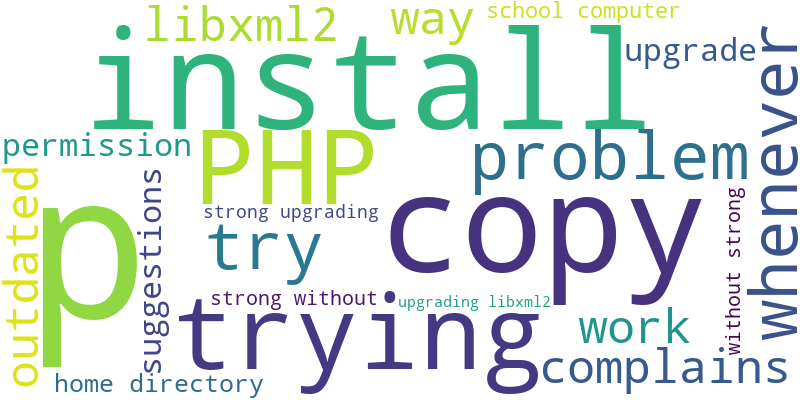 libxml2
way
school computer
install
upgrade
whenever
permission
PHP
problem
outdated
p
suggestions
strong upgrading
try
copy
without strong
strong without
upgrading libxml2
trying
work
complains
home directory